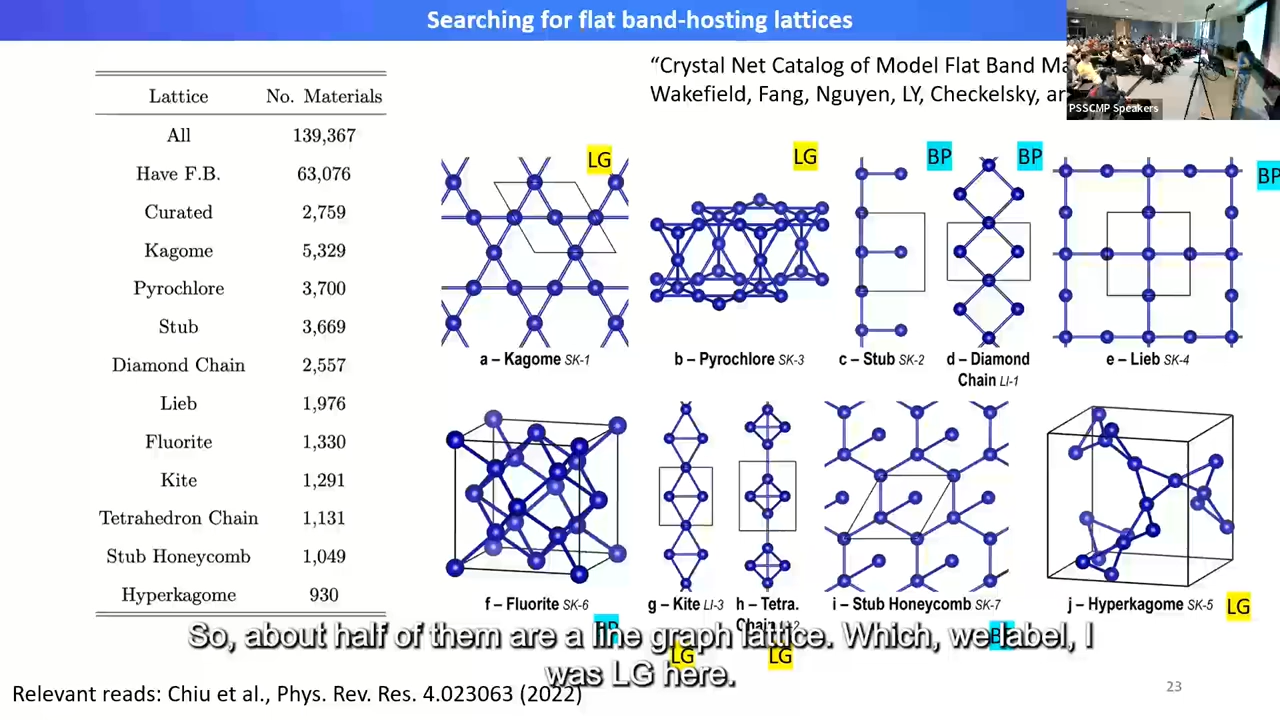 Searching for flat band-hosting lattices
PSSCMP Speakers
"Crystal Net Catalog of Model Flat Band
Wakefield, Fang, Nguyen, LY, Checkelsky,
Lattice No. Materials
All 139,367
Have F.B. 63,076
Curated 2,759
Kagome 5,329
Pyrochlore 3,700
Stub 3,669
Diamond Chain 2,557
Lieb 1,976
Fluorite 1,330
Kite 1,291
Tetrahedron Chain 1,131
Stub Honeycomb 1,049
Hyperkagome 930
LG
LG
BP
BP
BP
a – Kagome SK-1
b – Pyrochlore SK-3
c – Stub SK-2
d – Diamond
Chain LI-1
e – Lieb SK-4
f – Fluorite SK-6
g – Kite LI-3
h – Tetra.
Chain
i – Stub Honeycomb SK-7
j – Hyperkagome SK-5
LG
LG
LG
So, about half of them are a line graph lattice. Which, we label, I
was LG here.
Relevant reads: Chiu et al., Phys. Rev. Res. 4.023063 (2022)
23